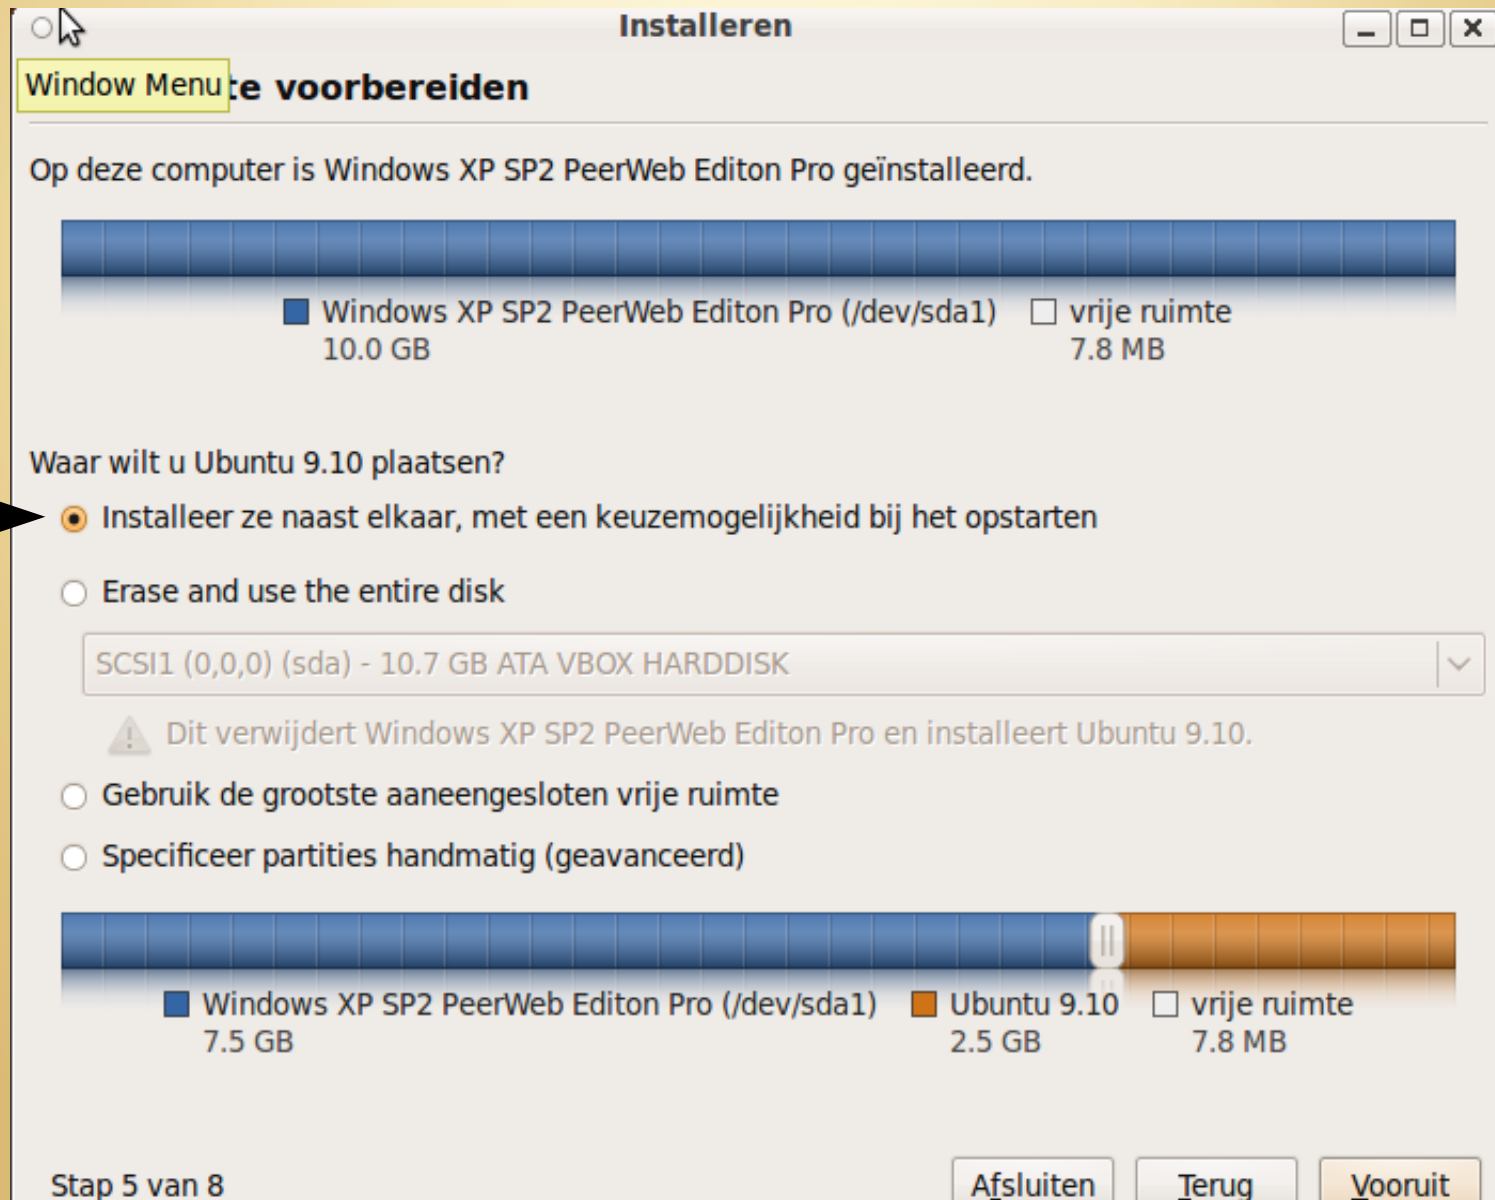 Installeren
Window Menu
te voorbereiden
Op deze computer is Windows XP SP2 PeerWeb Editon Pro geïnstalleerd.
Windows XP SP2 PeerWeb Editon Pro (/dev/sda1) vrije ruimte
10.0 GB 7.8 MB
Waar wilt u Ubuntu 9.10 plaatsen?
Installeer ze naast elkaar, met een keuzemogelijkheid bij het opstarten
Erase and use the entire disk
SCSI1 (0,0,0) (sda) - 10.7 GB ATA VBOX HARDDISK
Dit verwijdert Windows XP SP2 PeerWeb Editon Pro en installeert Ubuntu 9.10.
Gebruik de grootste aaneengesloten vrije ruimte
Specificeer partities handmatig (geavanceerd)
Windows XP SP2 PeerWeb Editon Pro (/dev/sda1) Ubuntu 9.10 vrije ruimte
7.5 GB 2.5 GB 7.8 MB
Stap 5 van 8 Afsluiten Terug Vooruit